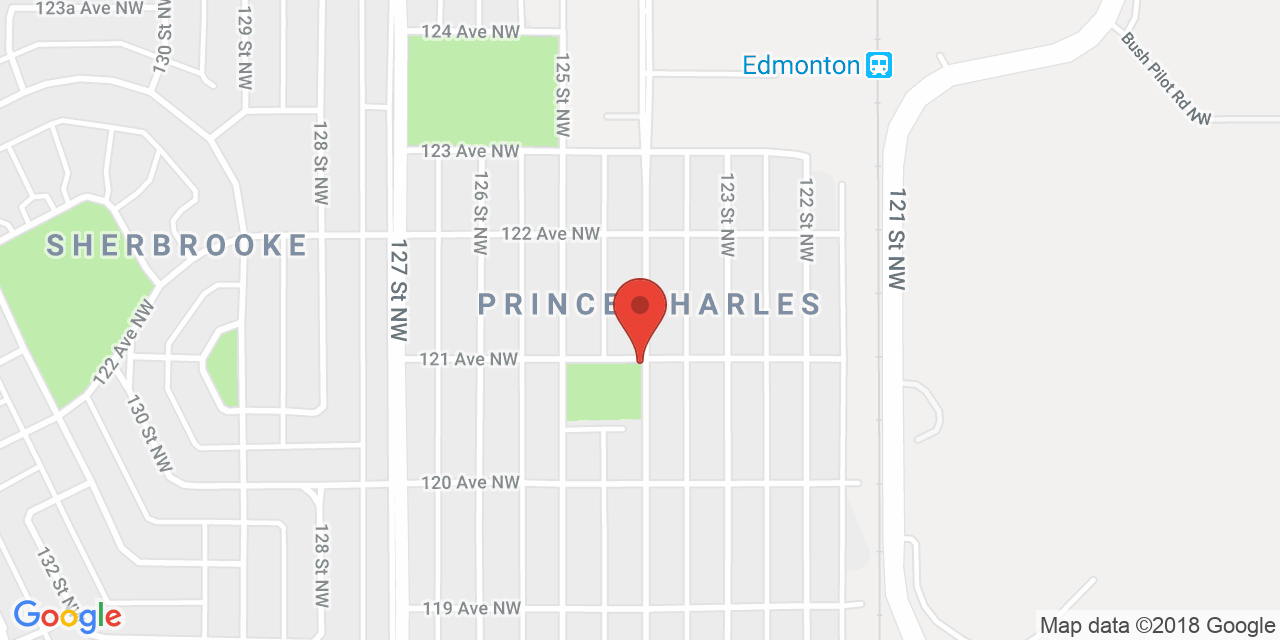 123a Ave NW
130 St NW
129 St NW
124 Ave NW
125 St NW
Edmonton
Bush Pilot Rd NW
128 St NW
123 Ave NW
126 St NW
123 St NW
122 St NW
121 St NW
122 Ave NW
SHERBROOKE
127 St NW
PRINCE HARLES
122 Ave NW
121 Ave NW
130 St NW
120 Ave NW
128 St NW
132 St NW
119 Ave NW
Google
Map data ©2018 Google